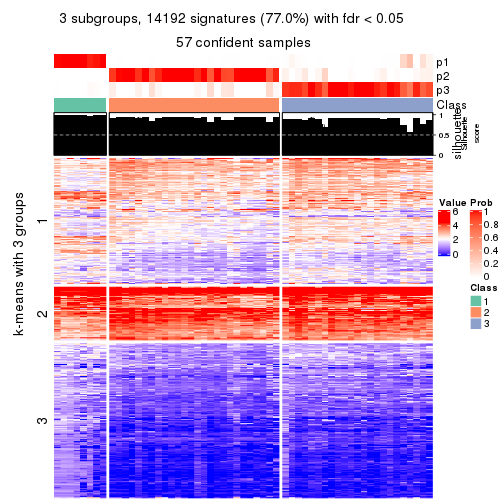 3 subgroups, 14192 signatures (77.0%) with fdr < 0.05
57 confident samples
p1
p2
p3
Class
1
0.5
0
silhouette
Silhouette
score
k-means with 3 groups
1
2
3
Value
6
4
2
0
Prob
1
0.8
0.6
0.4
0.2
0
Class
1
2
3